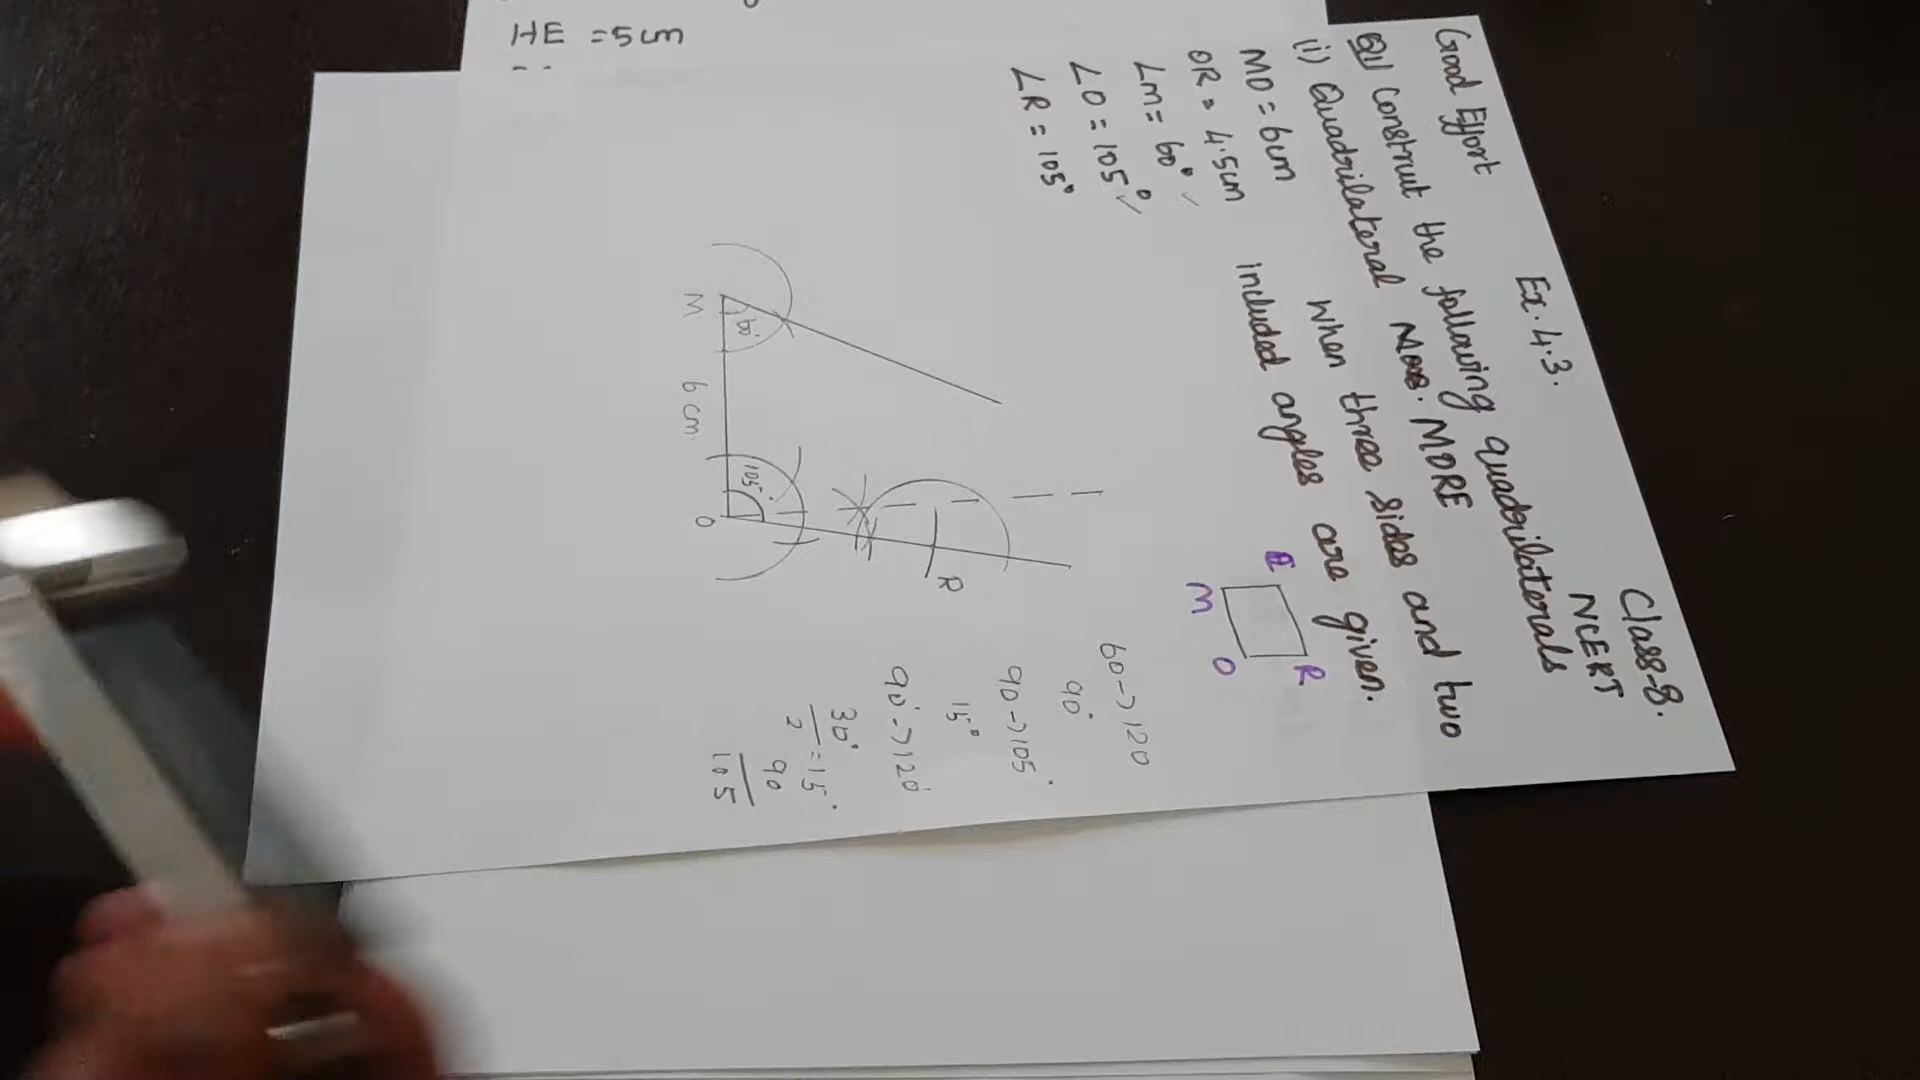 HE = 5cm
Class-8.
NCERT
Ex. 4.3.
Good Effort
Q1) Construct the following quadrilaterals
(i) Quadrilateral MORE
MO = 6cm
When three sides and two
OR = 4.5cm
included angles are given.
∠M = 60° ✓
∠O = 105° ✓
∠R = 105°
E
R
M
O
60->120
90°
90->105°
15°
90°->120°
30°
2
=15°
90
105
M
60°
6 cm
105°
O
R